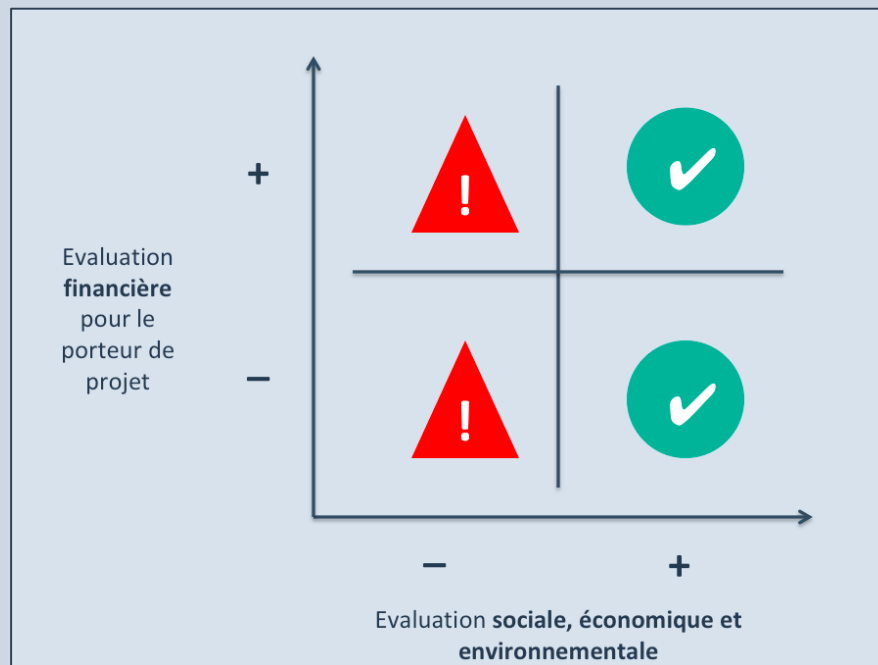 +
!
✔
Evaluation
financière
pour le
porteur de
projet
–
!
✔
–
+
Evaluation sociale, économique et
environnementale